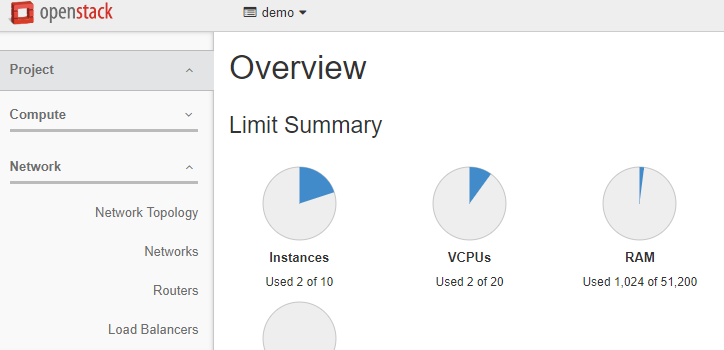 openstack
demo
Project
Compute
Network
Network Topology
Networks
Routers
Load Balancers
Overview
Limit Summary
Instances
Used 2 of 10
VCPUs
Used 2 of 20
RAM
Used 1,024 of 51,200